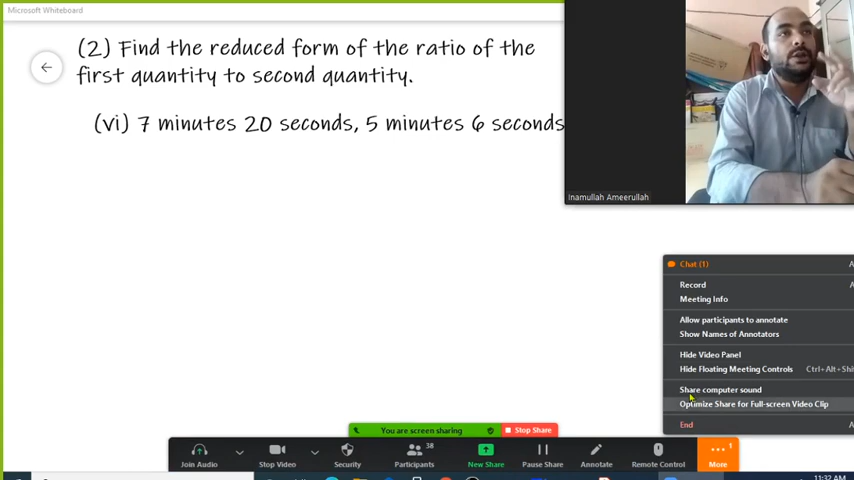 Microsoft Whiteboard
(2) Find the reduced form of the ratio of the
first quantity to second quantity.
(vi) 7 minutes 20 seconds, 5 minutes 6 seconds
Inamullah Ameerullah
Chat (1)
Record
Meeting Info
Allow participants to annotate
Show Names of Annotators
Hide Video Panel
Hide Floating Meeting Controls Ctrl+Alt+Shi
Share computer sound
Optimize Share for Full-screen Video Clip
End
You are screen sharing Stop Share
38
1
Join Audio Stop Video Security Participants New Share Pause Share Annotate Remote Control More
11:32 AM